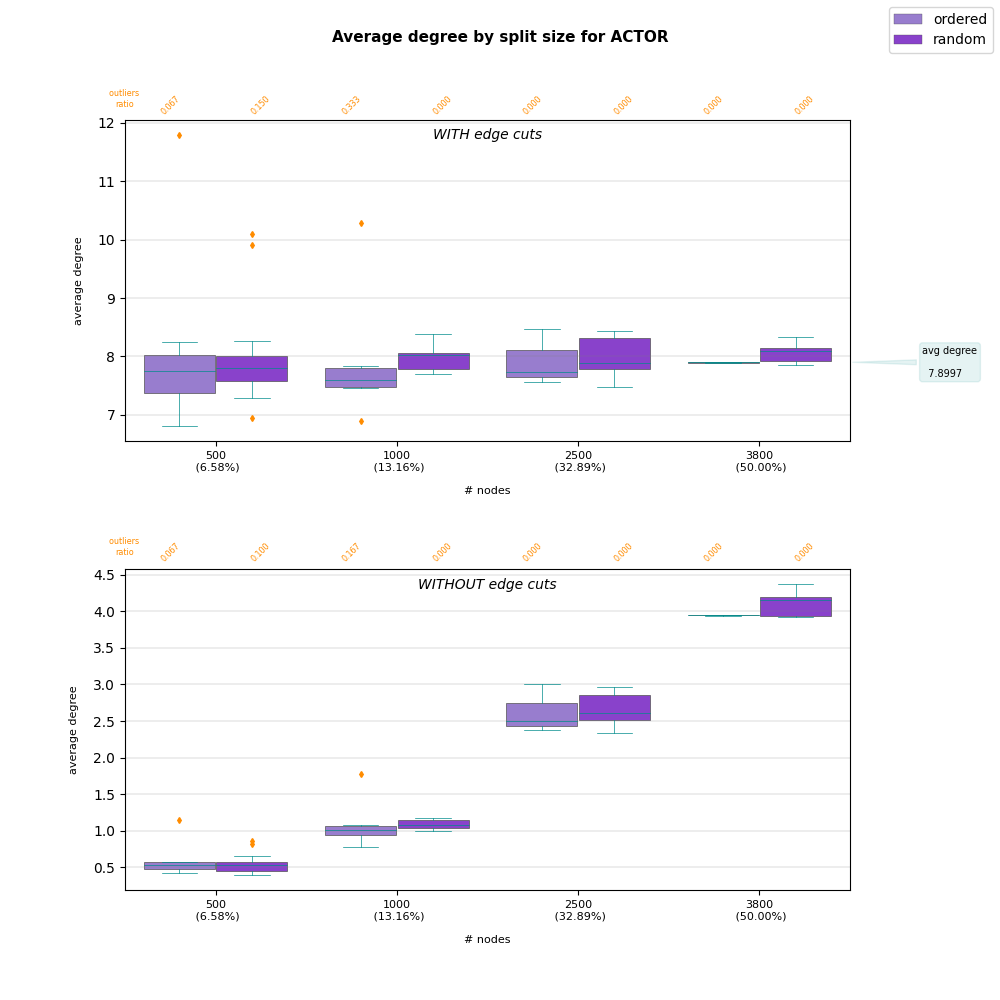 Average degree by split size for ACTOR
ordered
random
outliers
ratio
0.067 0.150 0.333 0.000 0.000 0.000 0.000 0.000
WITH edge cuts
12
11
10
9
8
7
average degree
avg degree
7.8997
500 1000 2500 3800
(6.58%) (13.16%) (32.89%) (50.00%)
# nodes
outliers
ratio
0.067 0.100 0.167 0.000 0.000 0.000 0.000 0.000
WITHOUT edge cuts
4.5
4.0
3.5
3.0
2.5
2.0
1.5
1.0
0.5
average degree
500 1000 2500 3800
(6.58%) (13.16%) (32.89%) (50.00%)
# nodes